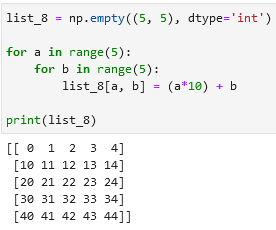 list_8 = np.empty((5, 5), dtype='int')
for a in range(5):
    for b in range(5):
        list_8[a, b] = (a*10) + b
print(list_8)
[[ 0  1  2  3  4]
 [10 11 12 13 14]
 [20 21 22 23 24]
 [30 31 32 33 34]
 [40 41 42 43 44]]